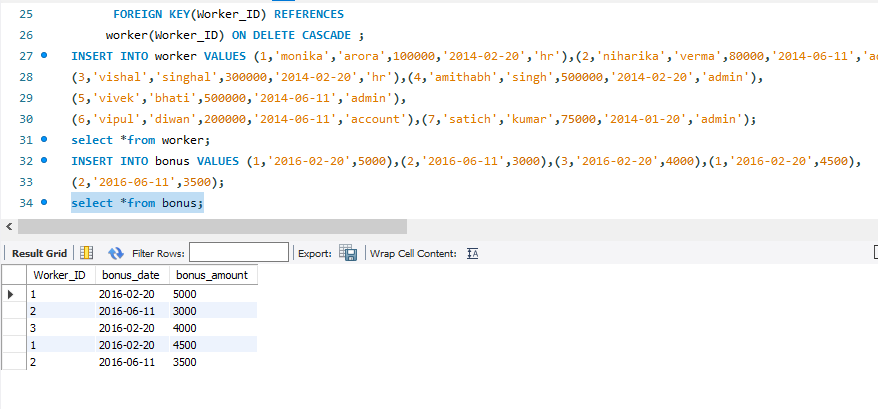 25 FOREIGN KEY(Worker_ID) REFERENCES
26 worker(Worker_ID) ON DELETE CASCADE ;
27 INSERT INTO worker VALUES (1,'monika','arora',100000,'2014-02-20','hr'),(2,'niharika','verma',80000,'2014-06-11','ac
28 (3,'vishal','singhal',300000,'2014-02-20','hr'),(4,'amithabh','singh',500000,'2014-02-20','admin'),
29 (5,'vivek','bhati',500000,'2014-06-11','admin'),
30 (6,'vipul','diwan',200000,'2014-06-11','account'),(7,'satich','kumar',75000,'2014-01-20','admin');
31 select *from worker;
32 INSERT INTO bonus VALUES (1,'2016-02-20',5000),(2,'2016-06-11',3000),(3,'2016-02-20',4000),(1,'2016-02-20',4500),
33 (2,'2016-06-11',3500);
34 select *from bonus;
Result Grid Filter Rows: Export: Wrap Cell Content:
Worker_ID bonus_date bonus_amount
1 2016-02-20 5000
2 2016-06-11 3000
3 2016-02-20 4000
1 2016-02-20 4500
2 2016-06-11 3500